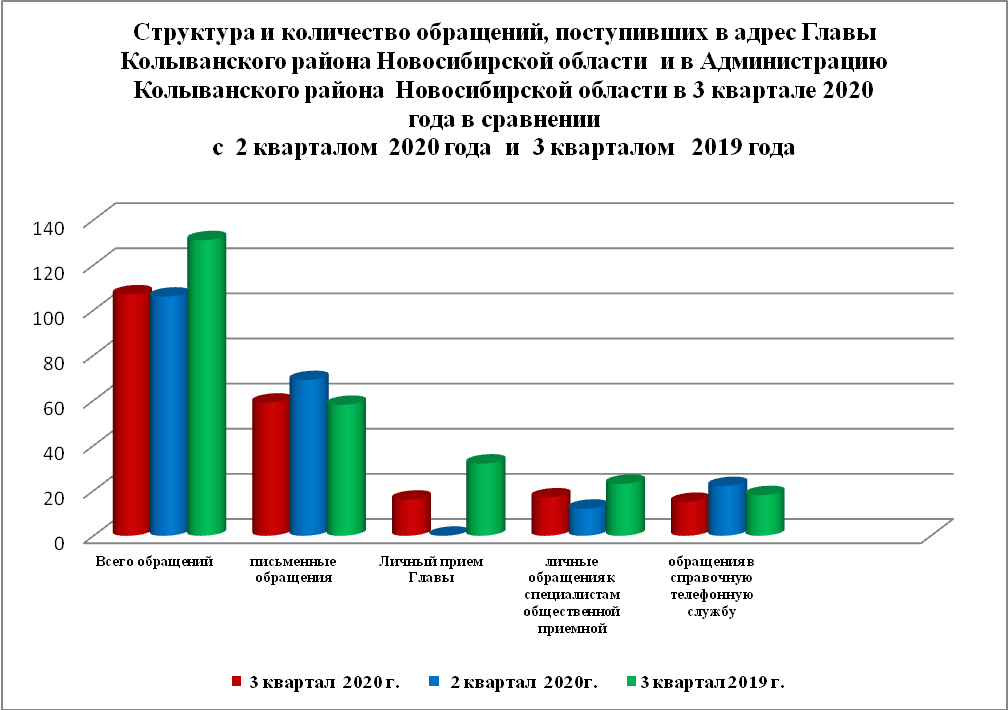 Структура и количество обращений, поступивших в адрес Главы
Колыванского района Новосибирской области и в Администрацию
Колыванского района Новосибирской области в 3 квартале 2020
года в сравнении
с 2 кварталом 2020 года и 3 кварталом 2019 года
140
120
100
80
60
40
20
0
Всего обращений
письменные
обращения
Личный прием
Главы
личные
обращения к
специалистам
общественной
приемной
обращения в
справочную
телефонную
службу
3 квартал 2020 г.
2 квартал 2020г.
3 квартал 2019 г.